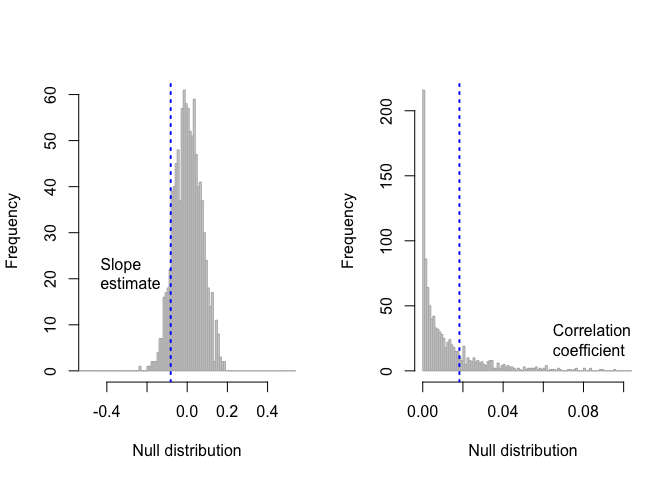 60
50
40
30
20
10
0
Frequency
Slope
estimate
-0.4
0.0
0.2
0.4
Null distribution
200
150
100
50
0
Frequency
Correlation
coefficient
0.00
0.04
0.08
Null distribution